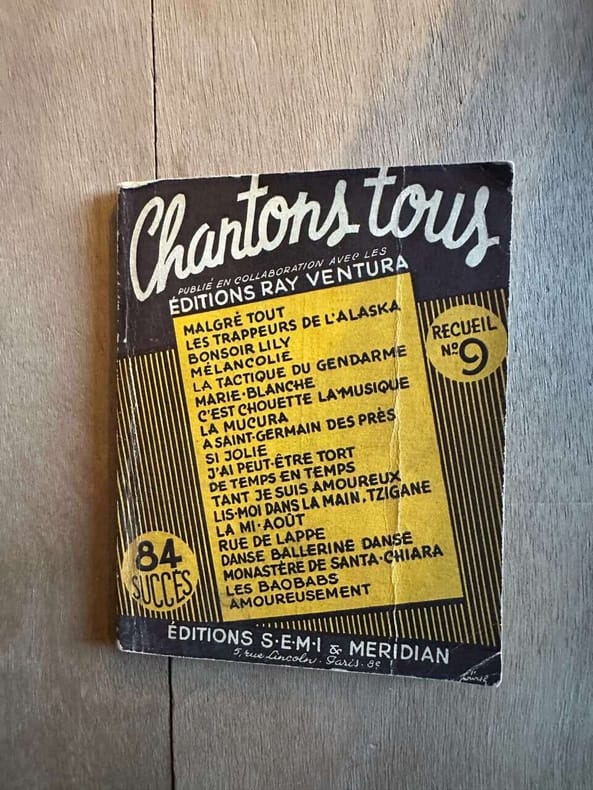 Chantons tous
PUBLIÉ EN COLLABORATION AVEC LES
ÉDITIONS RAY VENTURA
MALGRÉ TOUT
LES TRAPPEURS DE L'ALASKA
BONSOIR LILY
MÉLANCOLIE
LA TACTIQUE DU GENDARME
MARIE-BLANCHE
C'EST CHOUETTE LA MUSIQUE
LA MUCURA
A SAINT-GERMAIN DES PRÈS
SI JOLIE
J'AI PEUT-ÊTRE TORT
DE TEMPS EN TEMPS
TANT JE SUIS AMOUREUX
LIS-MOI DANS LA MAIN, TZIGANE
LA MI-AOÛT
RUE DE LAPPE
DANSE BALLERINE DANSE
MONASTÈRE DE SANTA-CHIARA
LES BAOBABS
AMOUREUSEMENT
RECUEIL
No 9
84
SUCCÈS
ÉDITIONS S·E·M·I & MERIDIAN
5, rue Lincoln. Paris. 8e